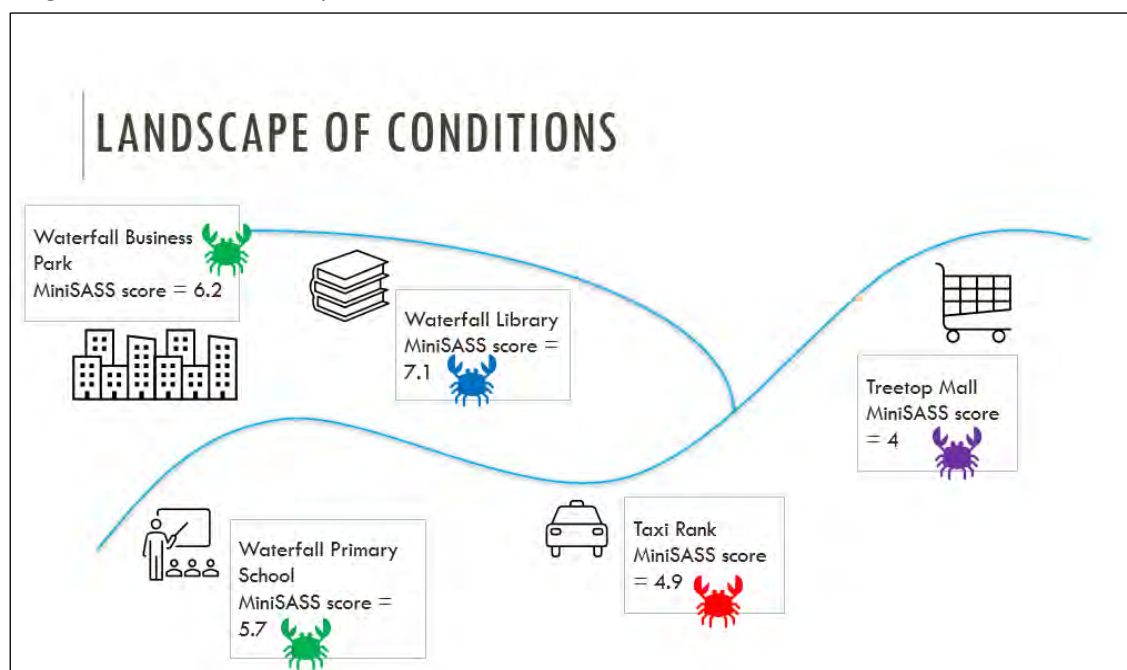 LANDSCAPE OF CONDITIONS
Waterfall Business
Park
MiniSASS score = 6.2
Waterfall Library
MiniSASS score =
7.1
Treetop Mall
MiniSASS score
= 4
Waterfall Primary
School
MiniSASS score =
5.7
Taxi Rank
MiniSASS score
= 4.9